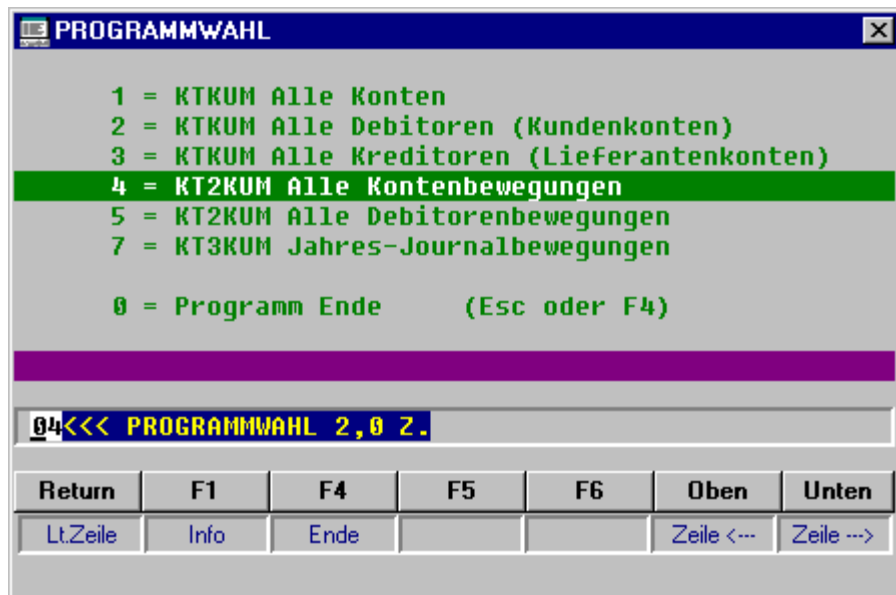 PROGRAMMWAHL
1 = KTKUM Alle Konten
2 = KTKUM Alle Debitoren (Kundenkonten)
3 = KTKUM Alle Kreditoren (Lieferantenkonten)
4 = KT2KUM Alle Kontenbewegungen
5 = KT2KUM Alle Debitorenbewegungen
7 = KT3KUM Jahres-Journalbewegungen
0 = Programm Ende (Esc oder F4)
04<<< PROGRAMMWAHL 2,0 Z.
Return F1 F4 F5 F6 Oben Unten
Lt.Zeile Info Ende Zeile <--- Zeile --->